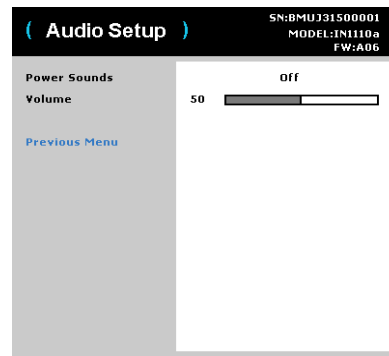 ( Audio Setup )
SN:BMUJ31500001
MODEL:IN1110a
FW:A06
Power Sounds Off
Volume 50
Previous Menu